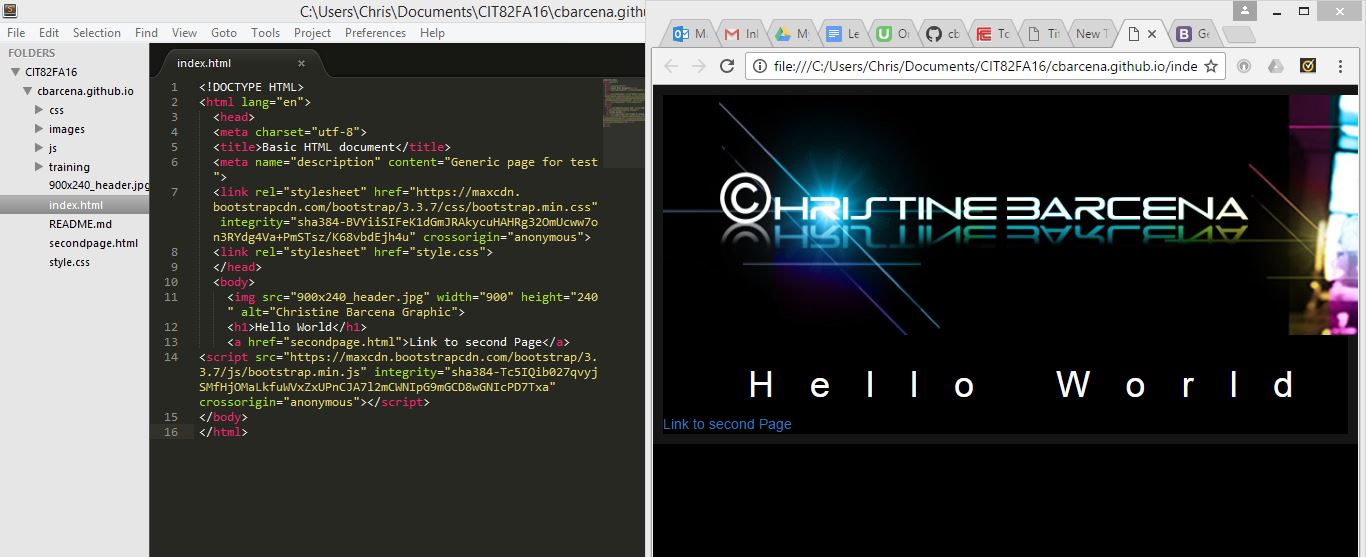 C:\Users\Chris\Documents\CIT82FA16\cbarcena.githu
File Edit Selection Find View Goto Tools Project Preferences Help
FOLDERS
CIT82FA16
cbarcena.github.io
css
images
js
training
900x240_header.jpg
index.html
README.md
secondpage.html
style.css
index.html ×
1 <!DOCTYPE HTML>
2 <html lang="en">
3 <head>
4 <meta charset="utf-8">
5 <title>Basic HTML document</title>
6 <meta name="description" content="Generic page for test
">
7 <link rel="stylesheet" href="https://maxcdn.
bootstrapcdn.com/bootstrap/3.3.7/css/bootstrap.min.css"
integrity="sha384-BVYiiSIFeK1dGmJRAkycuHAHRg32OmUcww7o
n3RYdg4Va+PmSTsz/K68vbdEjh4u" crossorigin="anonymous">
8 <link rel="stylesheet" href="style.css">
9 </head>
10 <body>
11 <img src="900x240_header.jpg" width="900" height="240
" alt="Christine Barcena Graphic">
12 <h1>Hello World</h1>
13 <a href="secondpage.html">Link to second Page</a>
14 <script src="https://maxcdn.bootstrapcdn.com/bootstrap/3.
3.7/js/bootstrap.min.js" integrity="sha384-Tc5IQib027qvyj
SMfHjOMaLkfuWVxZxUPnCJA7l2mCWNIpG9mGCD8wGNIcPD7Txa"
crossorigin="anonymous"></script>
15 </body>
16 </html>
M Inl My Le On cb Tc Tit New T Ge
file:///C:/Users/Chris/Documents/CIT82FA16/cbarcena.github.io/inde
©HRISTINE BARCENA
Hello World
Link to second Page